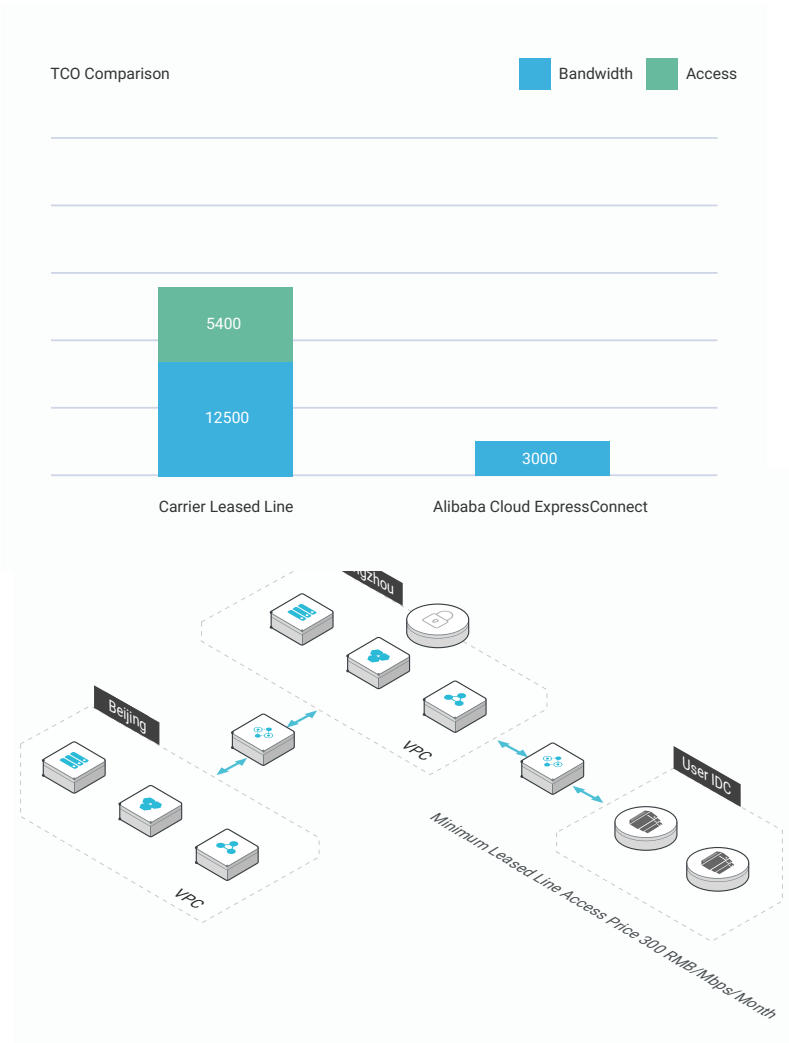 TCO Comparison
Bandwidth
Access
5400
12500
3000
Carrier Leased Line
Alibaba Cloud ExpressConnect
Beijing
VPC
User IDC
VPC
Minimum Leased Line Access Price 300 RMB/Mbps/Month